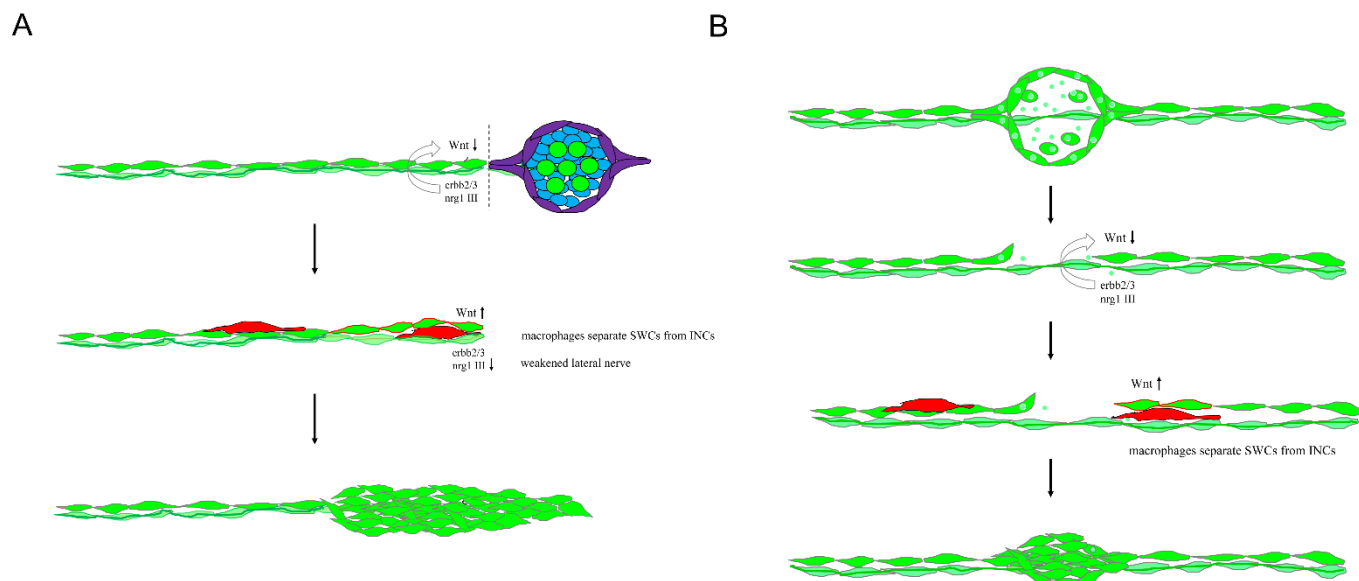 A
Wnt ↓
erbb2/3
nrg1 III
Wnt ↑
macrophages separate SWCs from INCs
erbb2/3
nrg1 III ↓
weakened lateral nerve
B
Wnt ↓
erbb2/3
nrg1 III
Wnt ↑
macrophages separate SWCs from INCs